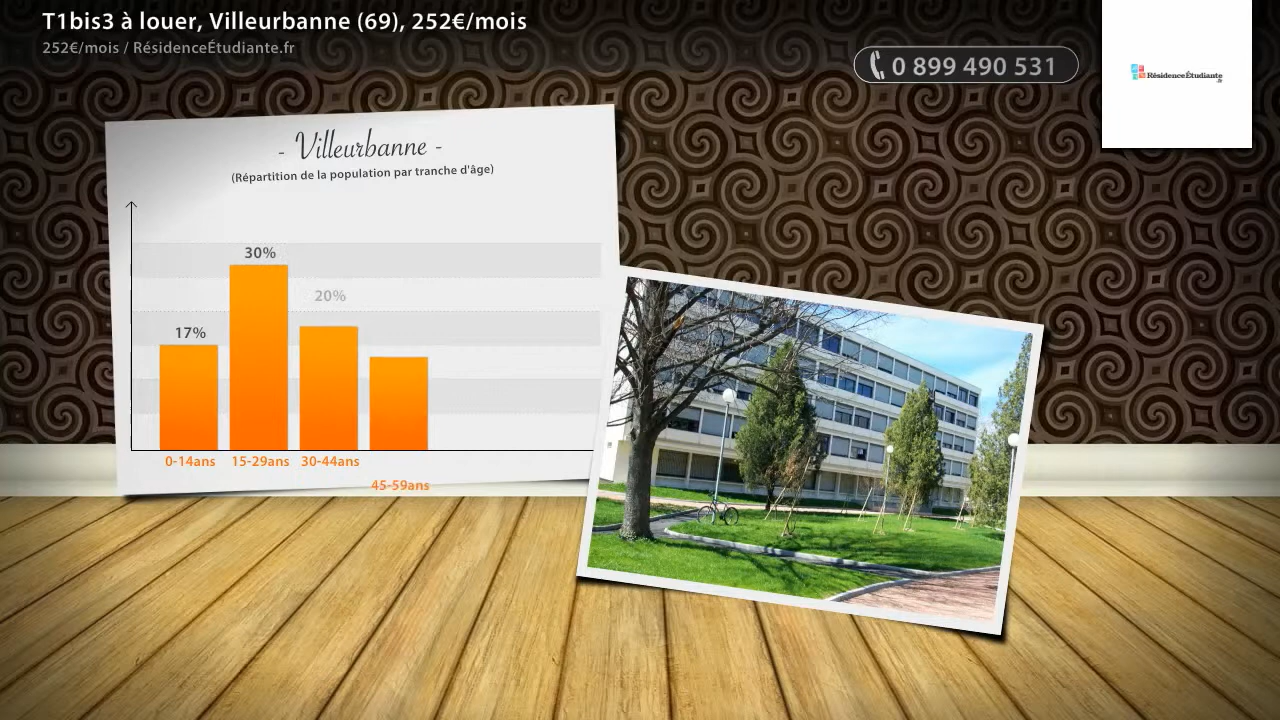 T1bis3 à louer, Villeurbanne (69), 252€/mois
252€/mois / RésidenceÉtudiante.fr
0 899 490 531
RésidenceÉtudiante
.fr
- Villeurbanne -
(Répartition de la population par tranche d'âge)
30%
20%
17%
0-14ans 15-29ans 30-44ans
45-59ans